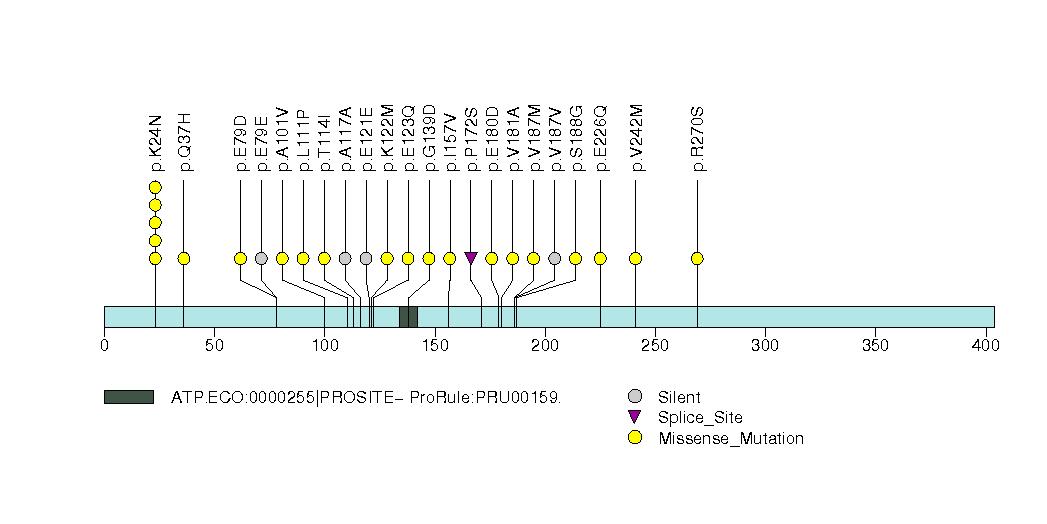 p.K24N
p.Q37H
p.E79D
p.E79E
p.A101V
p.L111P
p.T114I
p.A117A
p.E121E
p.K122M
p.E123Q
p.G139D
p.I157V
p.P172S
p.E180D
p.V181A
p.V187M
p.V187V
p.S188G
p.E226Q
p.V242M
p.R270S
0 50 100 150 200 250 300 350 400
ATP.ECO:0000255|PROSITE− ProRule:PRU00159.
Silent
Splice_Site
Missense_Mutation